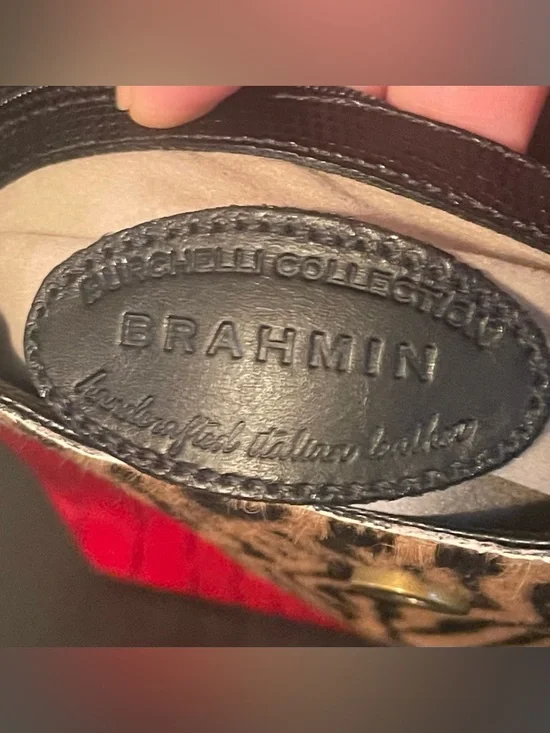 BURCHELLI COLLECTION
BRAHMIN
handcrafted italian leather